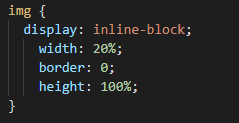 img {
  display: inline-block;
    width: 20%;
    border: 0;
    height: 100%;
}